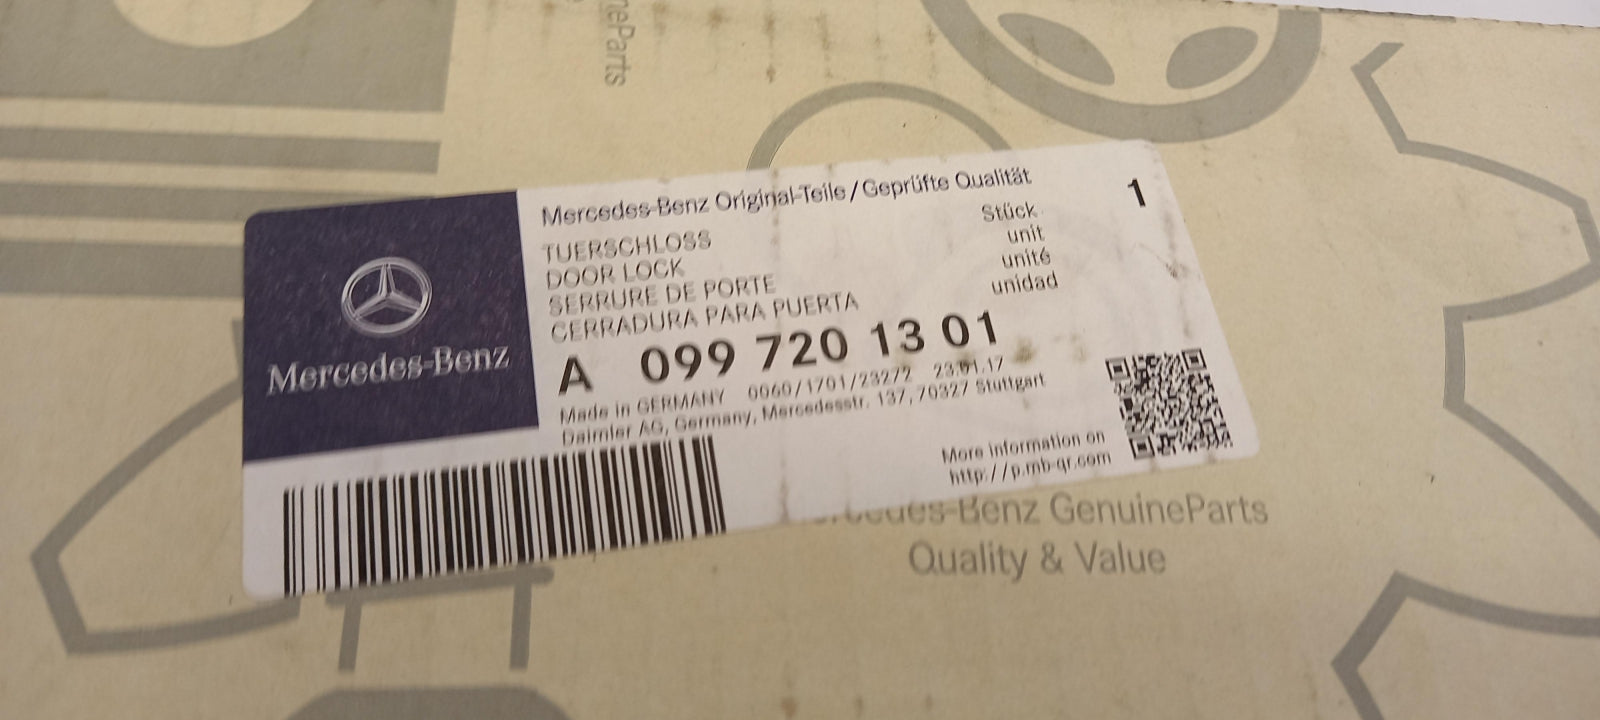 neParts
Mercedes-Benz
Mercedes-Benz Original-Teile/Geprüfte Qualität
TUERSCHLOSS
DOOR LOCK
SERRURE DE PORTE
CERRADURA PARA PUERTA
Stück 1
unit
unité
unidad
A 099 720 13 01
Made in GERMANY 0060/1701/23272 23.01.17
Daimler AG, Germany, Mercedesstr. 137, 70327 Stuttgart
More information on
http://p.mb-qr.com
-Benz GenuineParts
Quality & Value